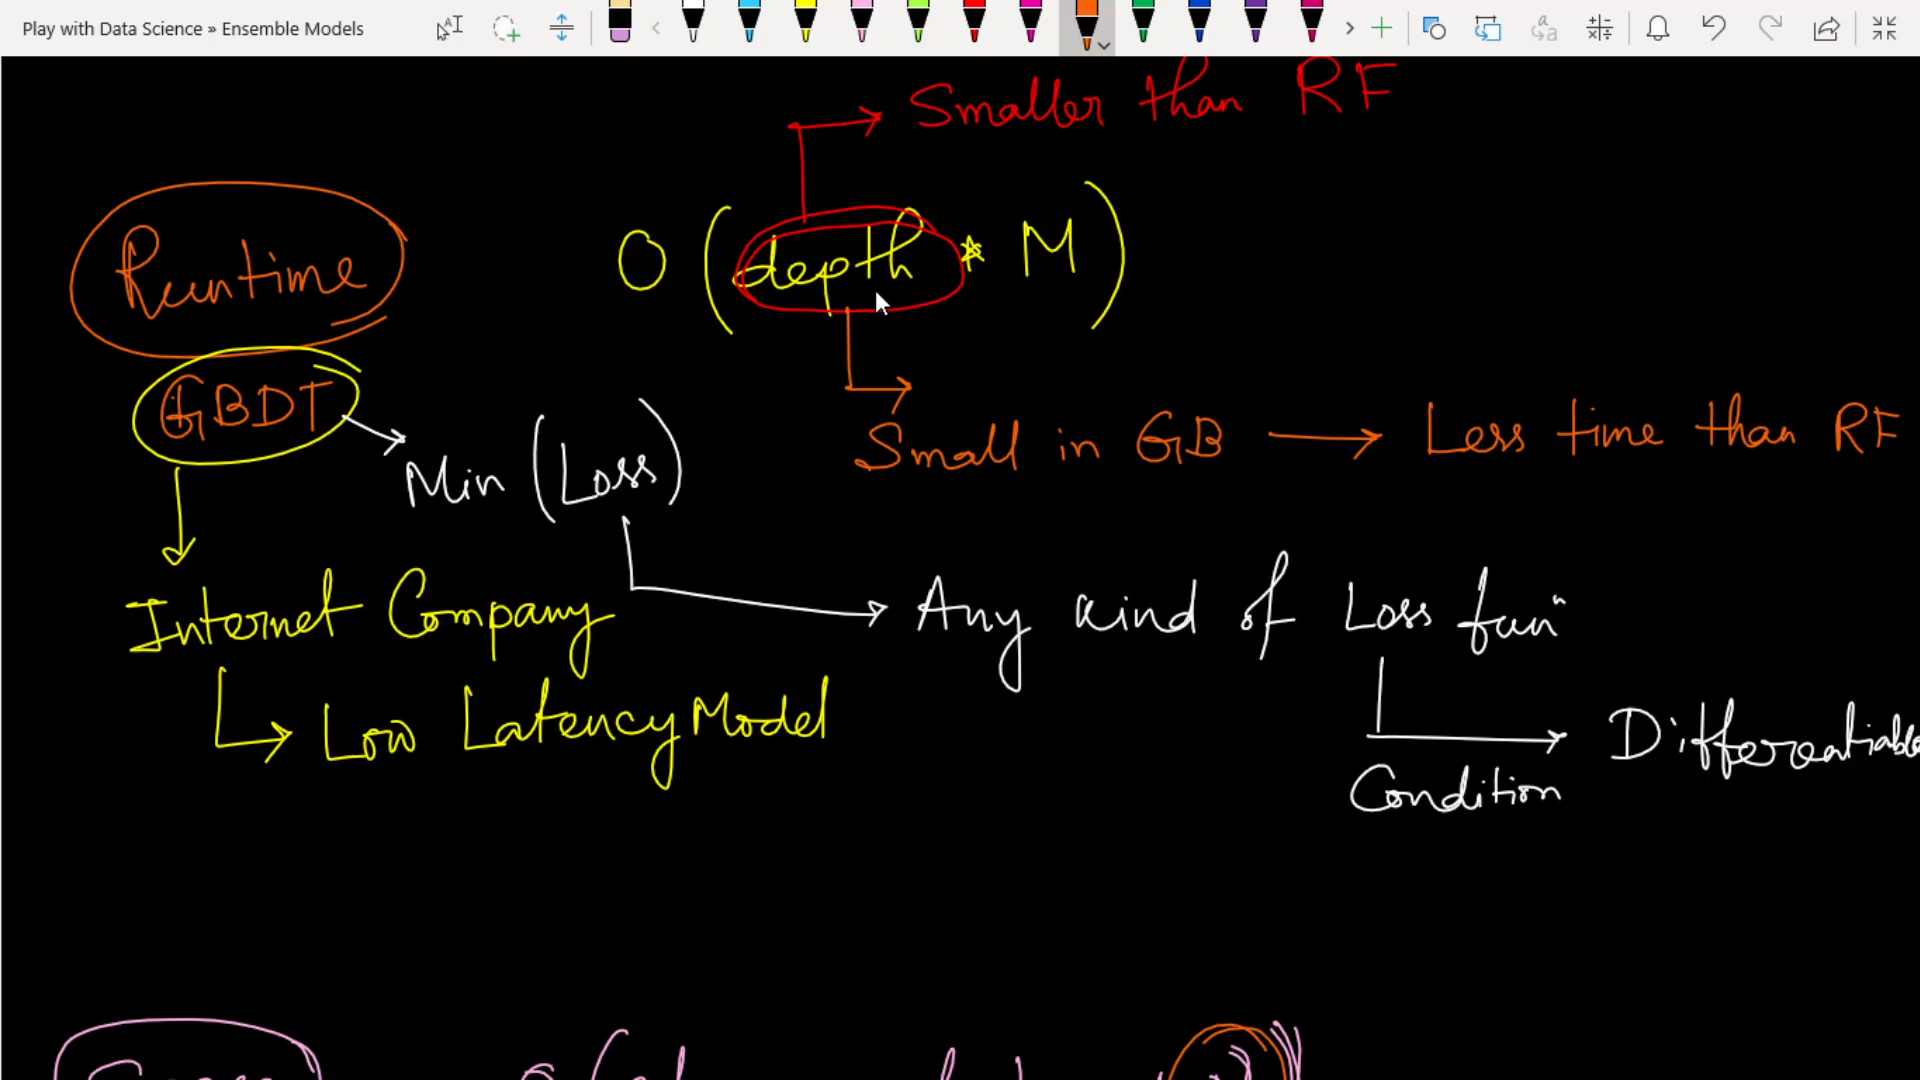 Play with Data Science » Ensemble Models
Smaller than RF
Runtime
O (depth * M)
GBDT
Small in GB → Less time than RF
Min (Loss)
Internet Company
Any kind of Loss funⁿ
Low Latency Model
Differentiable
Condition